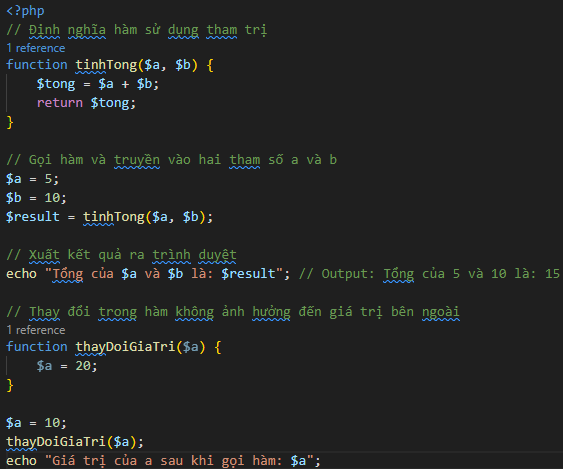 <?php
// Định nghĩa hàm sử dụng tham trị
1 reference
function tinhTong($a, $b) {
    $tong = $a + $b;
    return $tong;
}

// Gọi hàm và truyền vào hai tham số a và b
$a = 5;
$b = 10;
$result = tinhTong($a, $b);

// Xuất kết quả ra trình duyệt
echo "Tổng của $a và $b là: $result"; // Output: Tổng của 5 và 10 là: 15

// Thay đổi trong hàm không ảnh hưởng đến giá trị bên ngoài
1 reference
function thayDoiGiaTri($a) {
    $a = 20;
}

$a = 10;
thayDoiGiaTri($a);
echo "Giá trị của a sau khi gọi hàm: $a";